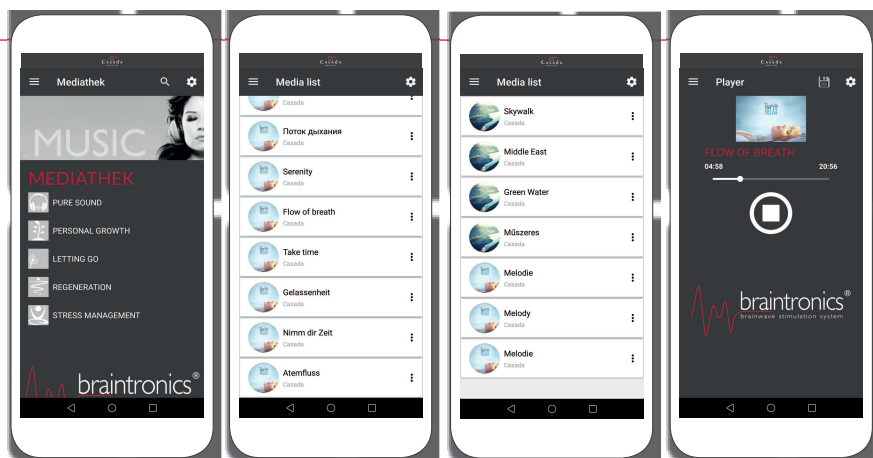 Casada
Mediathek
MUSIC
MEDIATHEK
PURE SOUND
PERSONAL GROWTH
LETTING GO
REGENERATION
STRESS MANAGEMENT
braintronics®
Casada
Media list
Casada
Поток дыхания
Casada
Serenity
Casada
Flow of breath
Casada
Take time
Casada
Gelassenheit
Casada
Nimm dir Zeit
Casada
Atemfluss
Casada
Casada
Media list
Skywalk
Casada
Middle East
Casada
Green Water
Casada
Műszeres
Casada
Melodie
Casada
Melody
Casada
Melodie
Casada
Casada
Player
RELAX
FLOW OF BREATH
04:58 20:56
braintronics®
brainwave stimulation system